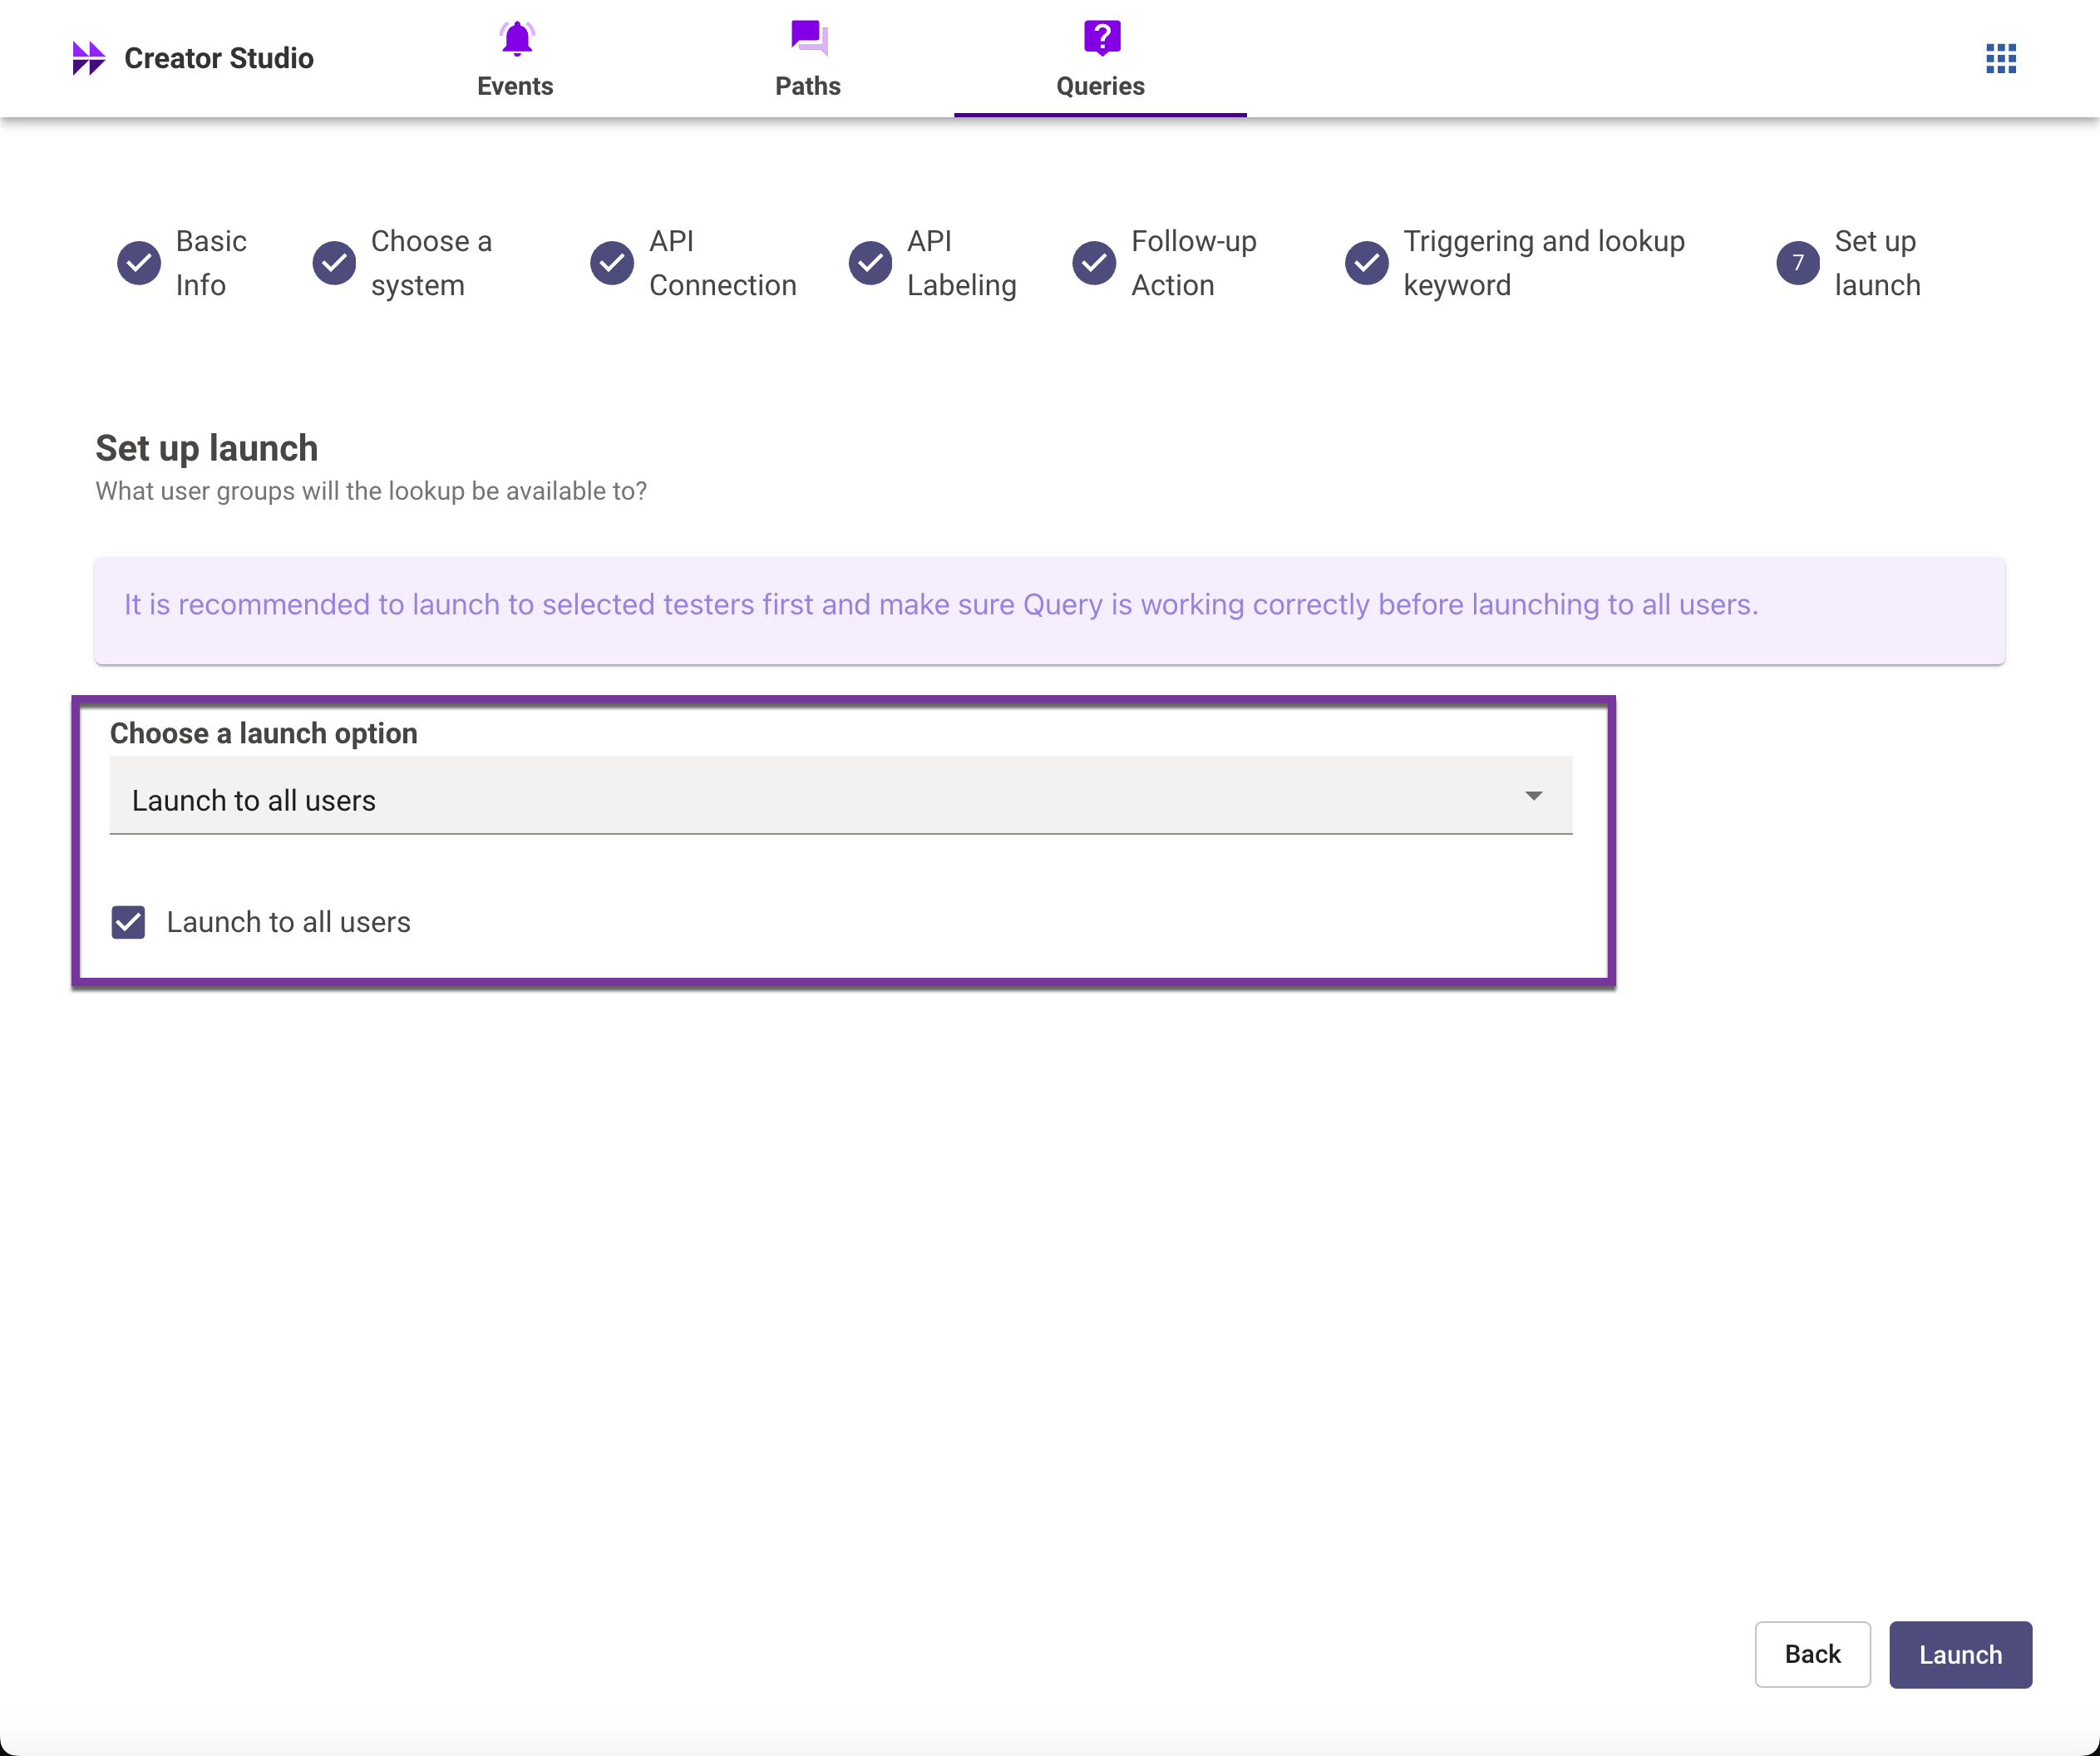 Creator Studio
Events
Paths
Queries
Basic
Info
Choose a
system
API
Connection
API
Labeling
Follow-up
Action
Triggering and lookup
keyword
7
Set up
launch
Set up launch
What user groups will the lookup be available to?
It is recommended to launch to selected testers first and make sure Query is working correctly before launching to all users.
Choose a launch option
Launch to all users
Launch to all users
Back
Launch